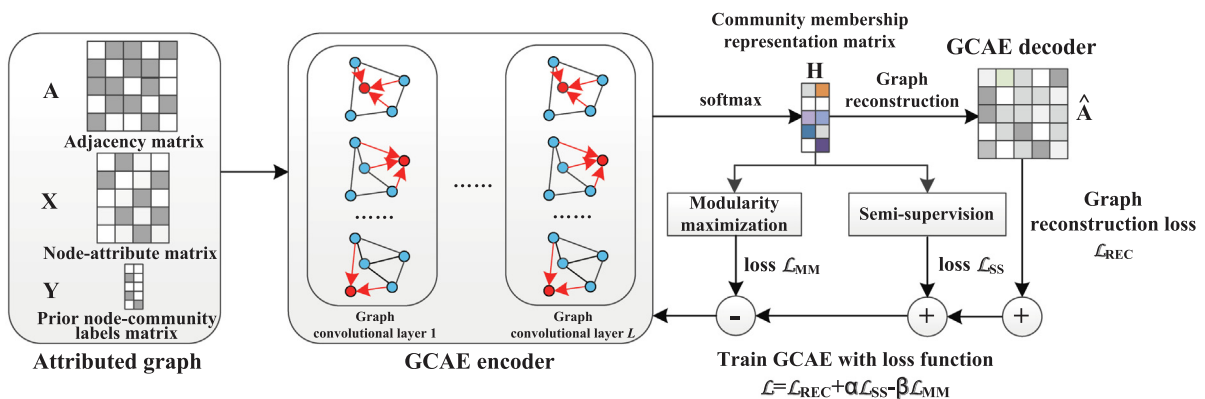 A
Adjacency matrix
X
Node-attribute matrix
Y
Prior node-community
labels matrix
Attributed graph
......
......
......
Graph
convolutional layer 1
Graph
convolutional layer L
GCAE encoder
softmax
Community membership
representation matrix
H
Graph
reconstruction
GCAE decoder
Â
Modularity
maximization
Semi-supervision
Graph
reconstruction loss
ℒREC
loss ℒMM
loss ℒSS
-
+
+
Train GCAE with loss function
ℒ=ℒREC+αℒSS-βℒMM